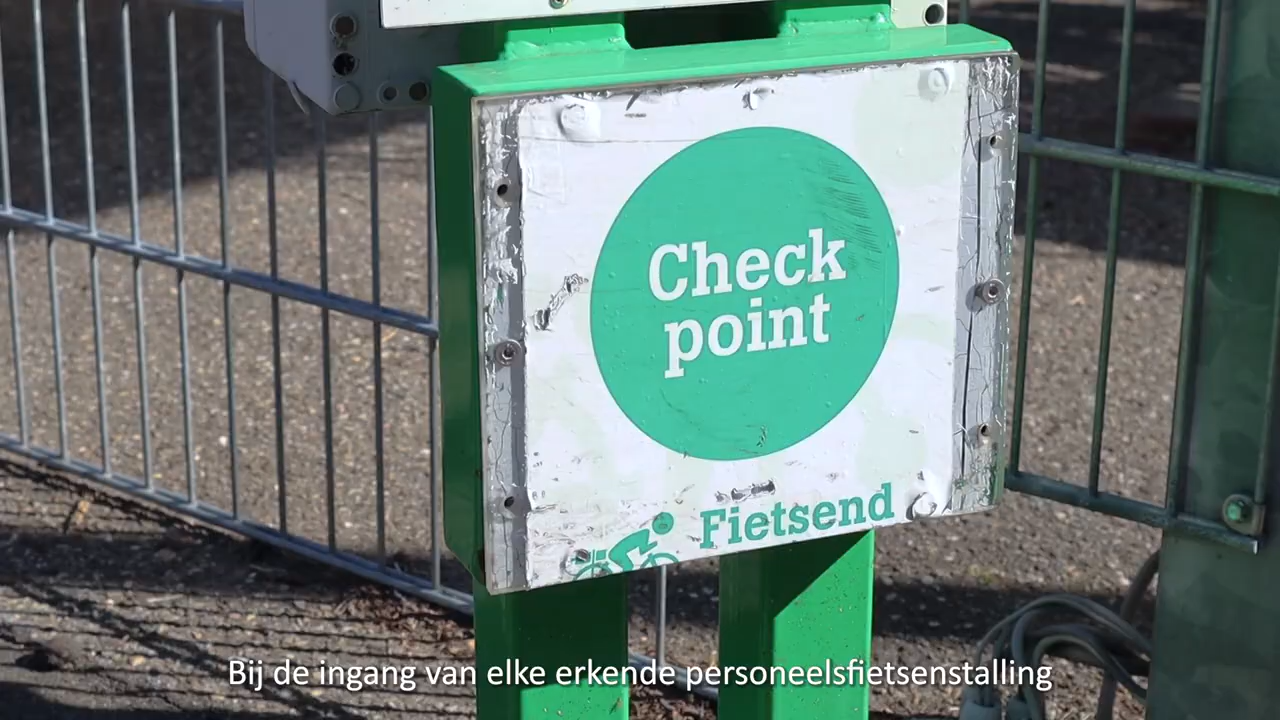 Check
point
Fietsend
Bij de ingang van elke erkende personeelsfietsenstalling